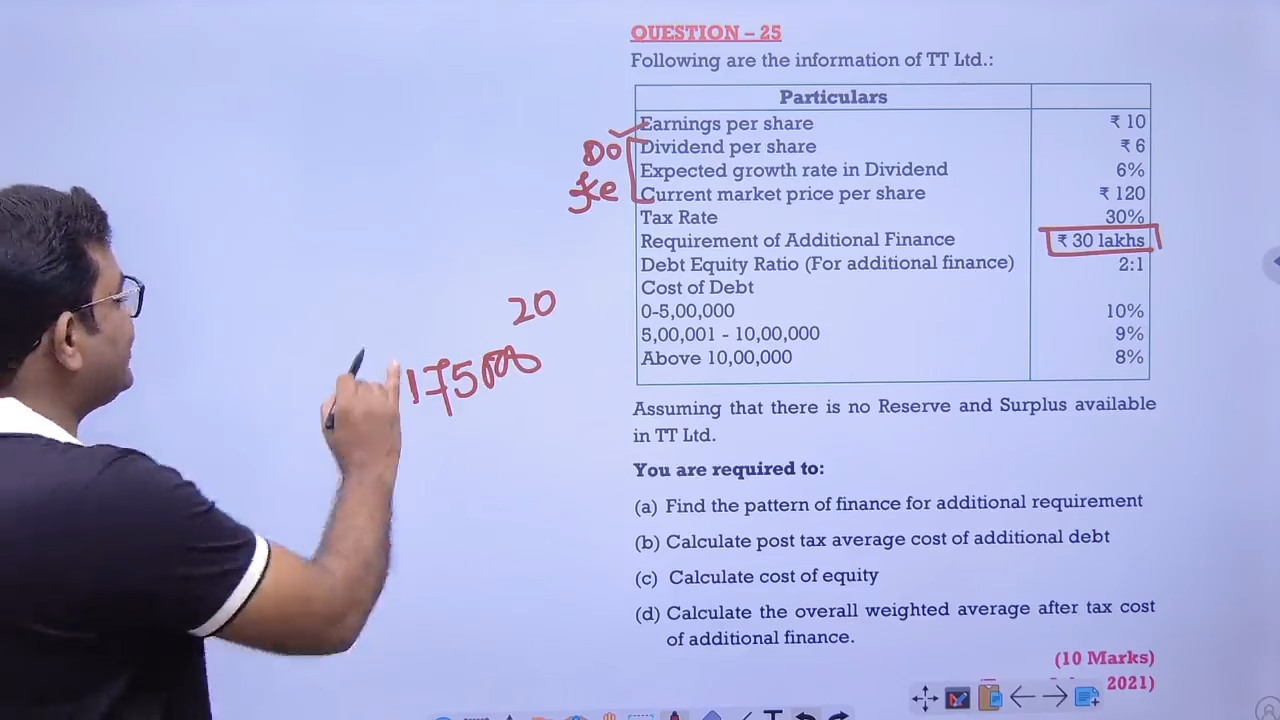 QUESTION – 25
Following are the information of TT Ltd.:
Particulars
Earnings per share ₹ 10
Dividend per share ₹ 6
Expected growth rate in Dividend 6%
Current market price per share ₹ 120
Tax Rate 30%
Requirement of Additional Finance ₹ 30 lakhs
Debt Equity Ratio (For additional finance) 2:1
Cost of Debt
0-5,00,000 10%
5,00,001 - 10,00,000 9%
Above 10,00,000 8%
Do
Ke
20
175000
Assuming that there is no Reserve and Surplus available
in TT Ltd.
You are required to:
(a) Find the pattern of finance for additional requirement
(b) Calculate post tax average cost of additional debt
(c) Calculate cost of equity
(d) Calculate the overall weighted average after tax cost
of additional finance.
(10 Marks)
2021)